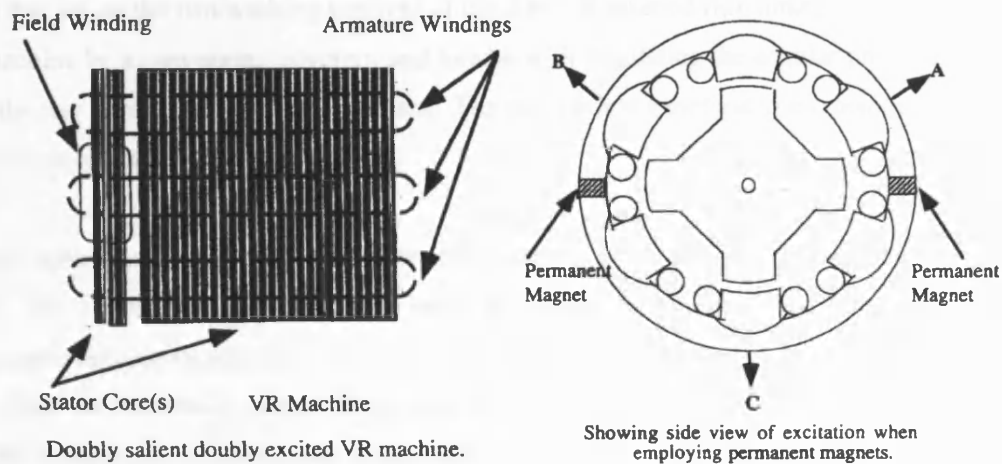 Field Winding
Armature Windings
Stator Core(s)
VR Machine
Doubly salient doubly excited VR machine.
B
A
Permanent
Magnet
Permanent
Magnet
C
Showing side view of excitation when
employing permanent magnets.